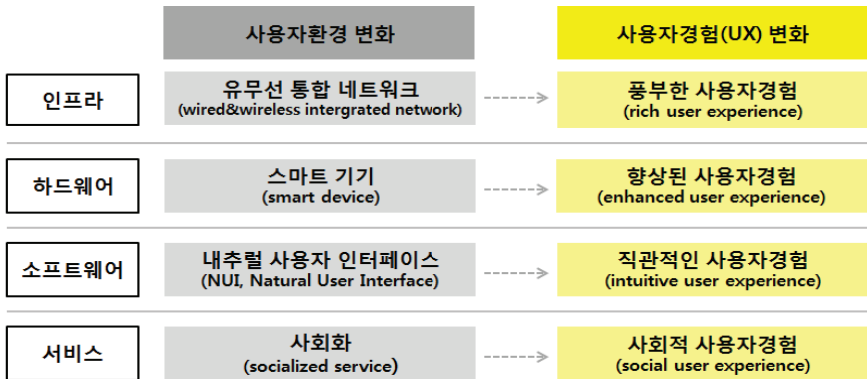 사용자환경 변화
사용자경험(UX) 변화
인프라
유무선 통합 네트워크
(wired&wireless intergrated network)
풍부한 사용자경험
(rich user experience)
하드웨어
스마트 기기
(smart device)
향상된 사용자경험
(enhanced user experience)
소프트웨어
내추럴 사용자 인터페이스
(NUI, Natural User Interface)
직관적인 사용자경험
(intuitive user experience)
서비스
사회화
(socialized service)
사회적 사용자경험
(social user experience)